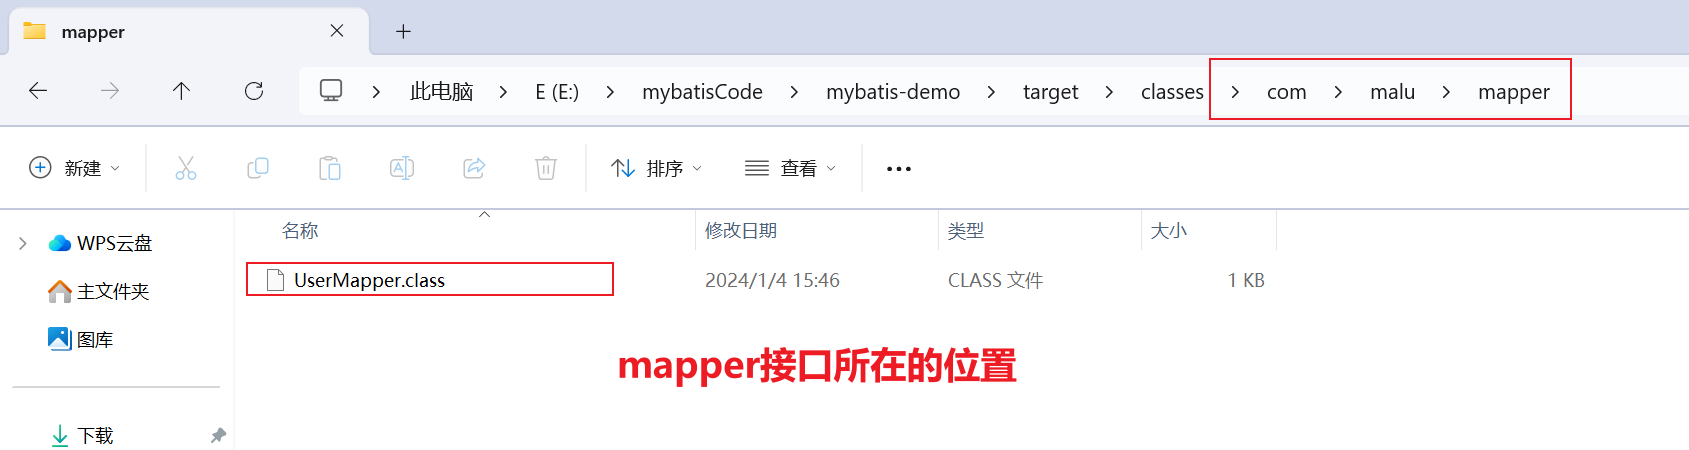 mapper
此电脑 > E (E:) > mybatisCode > mybatis-demo > target > classes > com > malu > mapper
新建 排序 查看
名称 修改日期 类型 大小
WPS云盘
UserMapper.class 2024/1/4 15:46 CLASS 文件 1 KB
主文件夹
图库
mapper接口所在的位置
下载